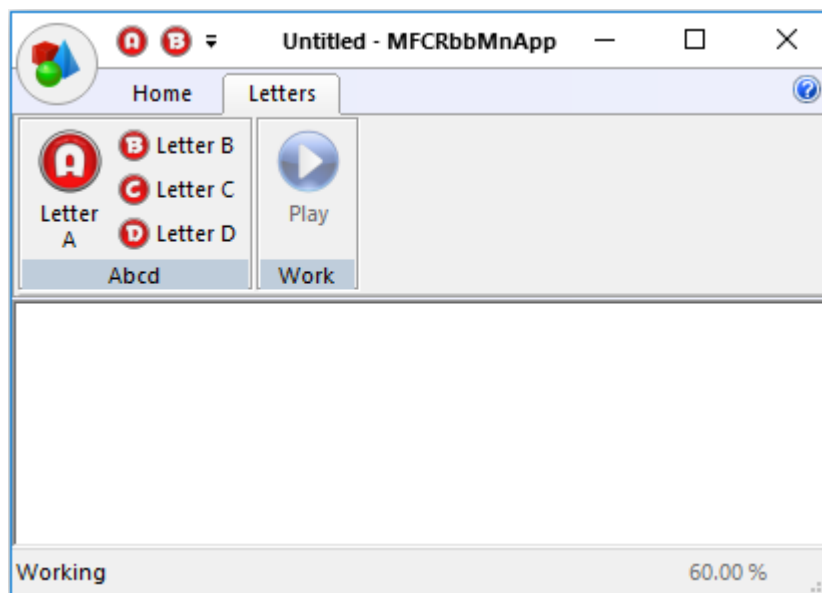 A B Untitled - MFCRbbMnApp
Home Letters ?
A Letter A
B Letter B
C Letter C
D Letter D
Play
Abcd Work
Working 60.00 %